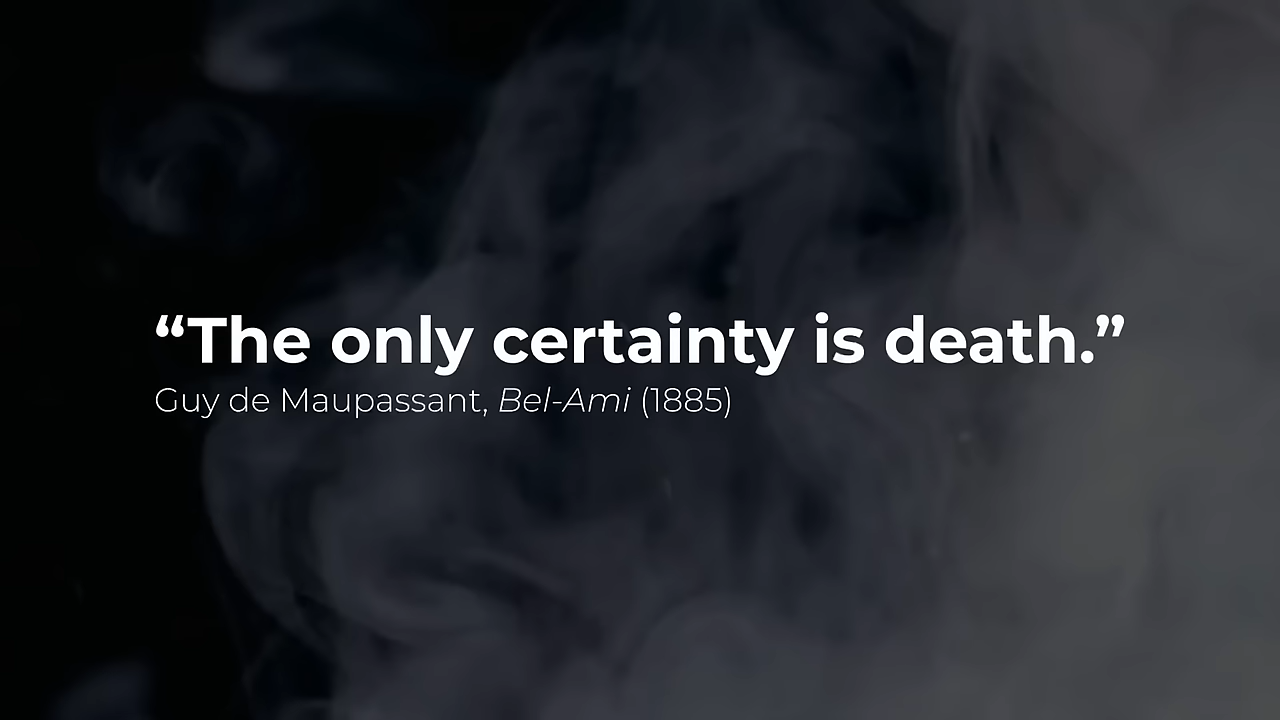 “The only certainty is death.”
Guy de Maupassant, Bel-Ami (1885)